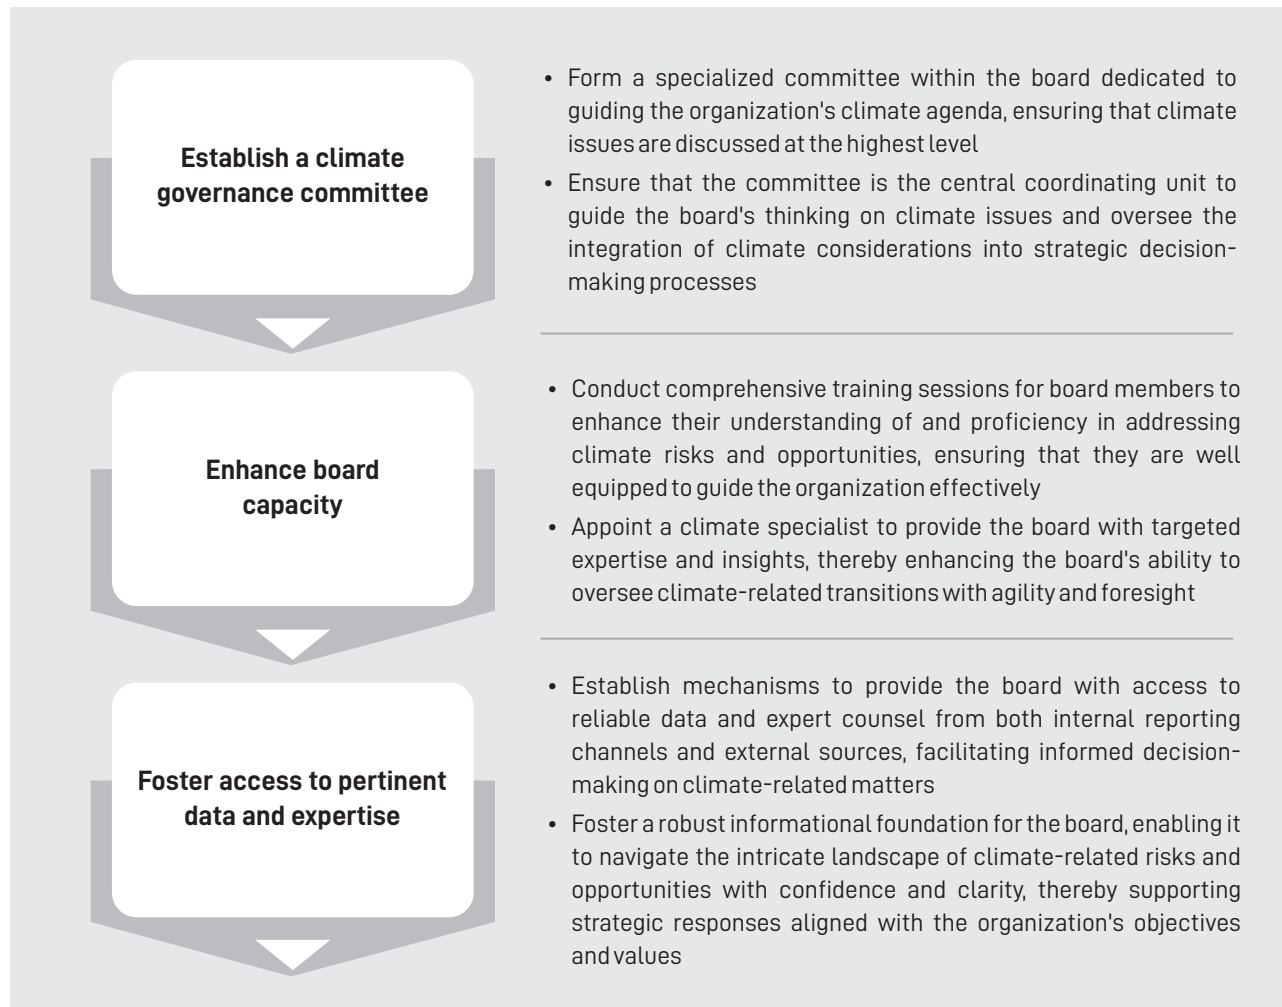 Establish a climate
governance committee
• Form a specialized committee within the board dedicated to
guiding the organization's climate agenda, ensuring that climate
issues are discussed at the highest level
• Ensure that the committee is the central coordinating unit to
guide the board's thinking on climate issues and oversee the
integration of climate considerations into strategic decision-
making processes
Enhance board
capacity
• Conduct comprehensive training sessions for board members to
enhance their understanding of and proficiency in addressing
climate risks and opportunities, ensuring that they are well
equipped to guide the organization effectively
• Appoint a climate specialist to provide the board with targeted
expertise and insights, thereby enhancing the board's ability to
oversee climate-related transitions with agility and foresight
Foster access to pertinent
data and expertise
• Establish mechanisms to provide the board with access to
reliable data and expert counsel from both internal reporting
channels and external sources, facilitating informed decision-
making on climate-related matters
• Foster a robust informational foundation for the board, enabling it
to navigate the intricate landscape of climate-related risks and
opportunities with confidence and clarity, thereby supporting
strategic responses aligned with the organization's objectives
and values